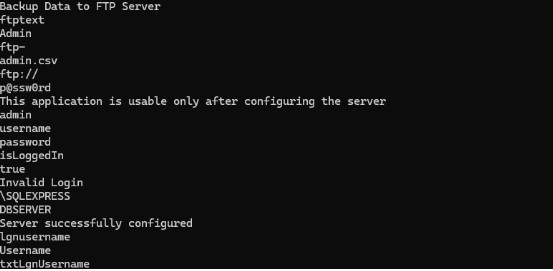 Backup Data to FTP Server
ftptext
Admin
ftp-
admin.csv
ftp://
p@ssw0rd
This application is usable only after configuring the server
admin
username
password
isLoggedIn
true
Invalid Login
\SQLEXPRESS
DBSERVER
Server successfully configured
lgnusername
Username
txtLgnUsername